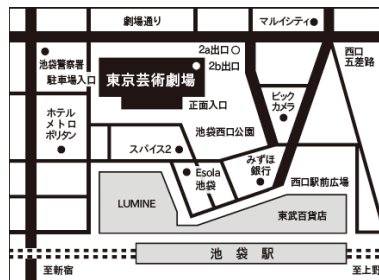 劇場通り
マルイシティ
2a出口
西口
五差路
池袋警察署
2b出口
駐車場入口
東京芸術劇場
正面入口
ビック
カメラ
ホテル
メトロ
ポリタン
池袋西口公園
スパイス2
みずほ
銀行
Esola
池袋
西口駅前広場
LUMINE
東武百貨店
池袋駅
至新宿
至上野